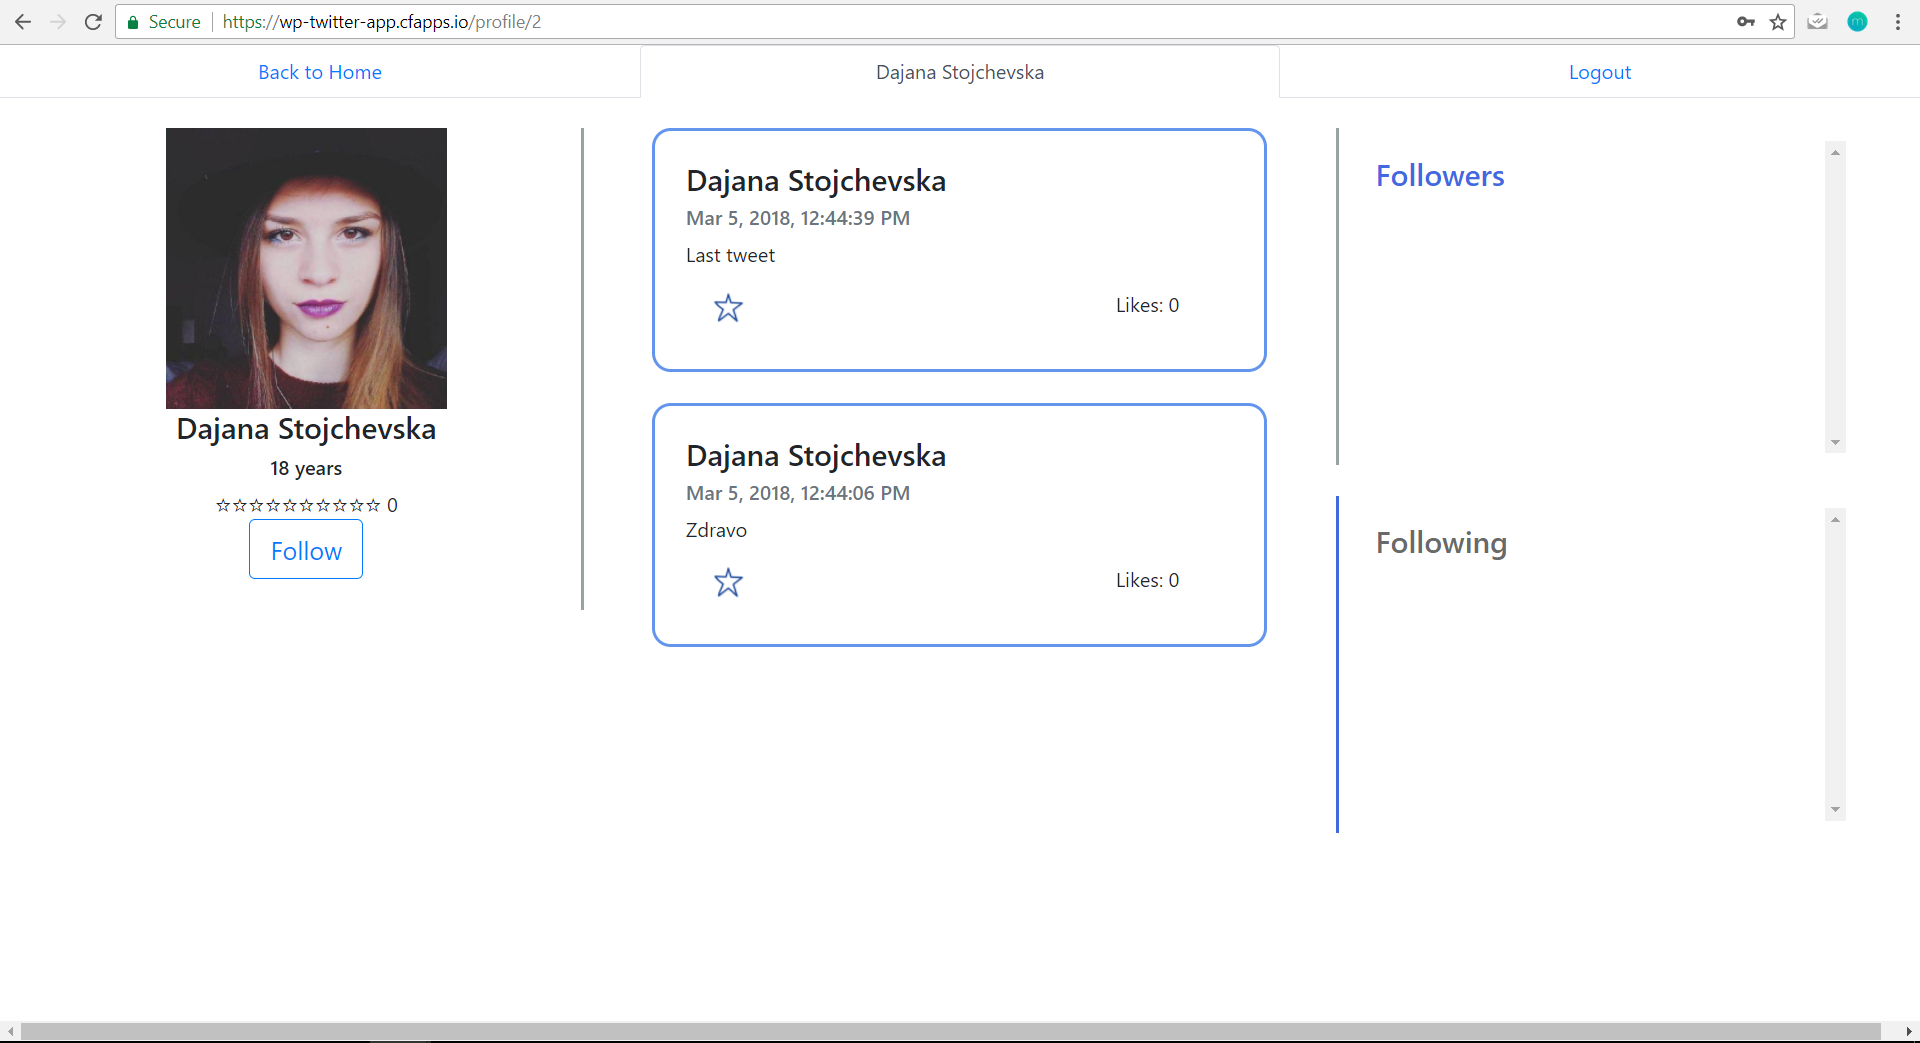 Secure https://wp-twitter-app.cfapps.io/profile/2
m
Back to Home
Dajana Stojchevska
Logout
Dajana Stojchevska
18 years
☆☆☆☆☆☆☆☆☆☆ 0
Follow
Dajana Stojchevska
Mar 5, 2018, 12:44:39 PM
Last tweet
Likes: 0
Dajana Stojchevska
Mar 5, 2018, 12:44:06 PM
Zdravo
Likes: 0
Followers
Following